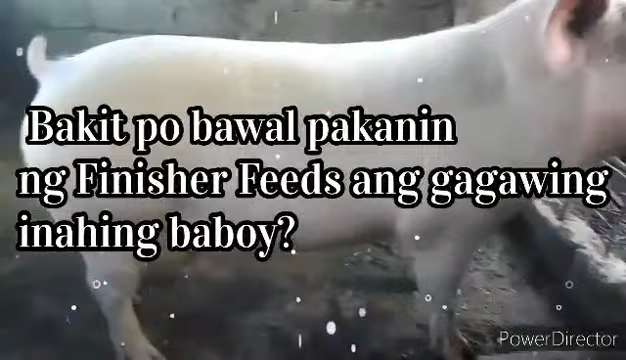 Bakit po bawal pakanin
ng Finisher Feeds ang gagawing
inahing baboy?
PowerDirector